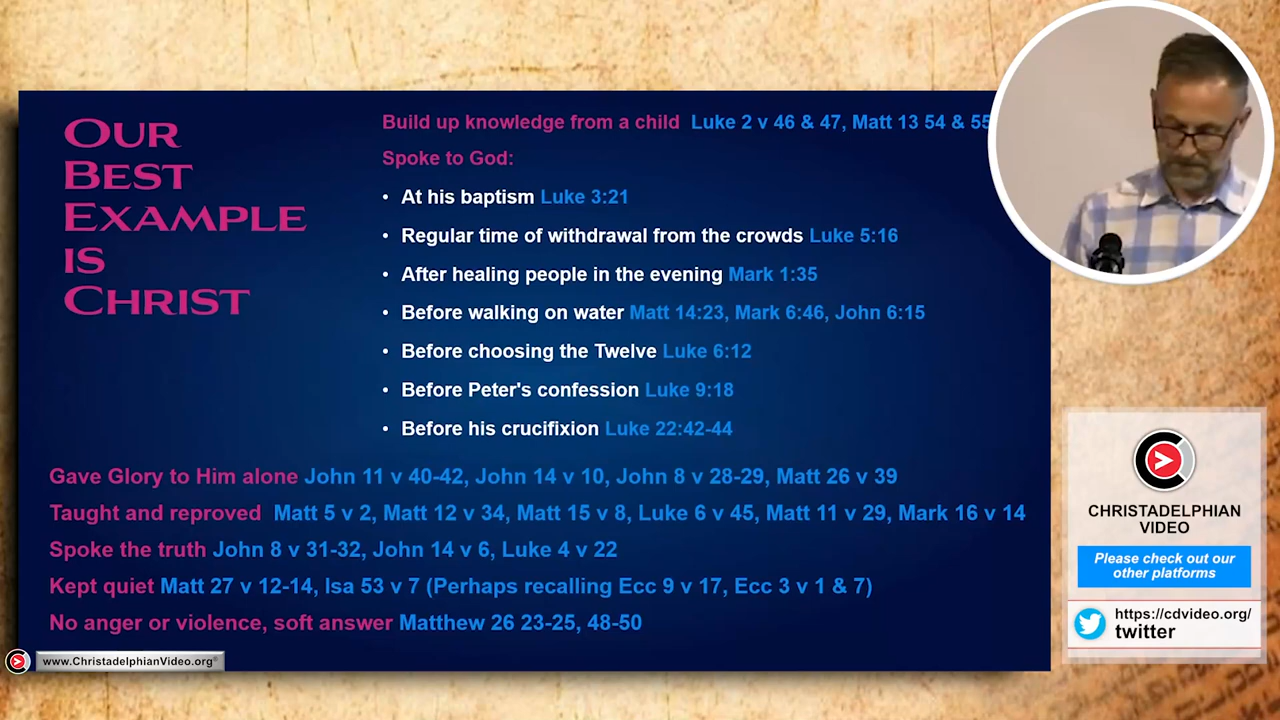 OUR
BEST
EXAMPLE
IS
CHRIST
Build up knowledge from a child Luke 2 v 46 & 47, Matt 13 54 & 55
Spoke to God:
• At his baptism Luke 3:21
• Regular time of withdrawal from the crowds Luke 5:16
• After healing people in the evening Mark 1:35
• Before walking on water Matt 14:23, Mark 6:46, John 6:15
• Before choosing the Twelve Luke 6:12
• Before Peter's confession Luke 9:18
• Before his crucifixion Luke 22:42-44
Gave Glory to Him alone John 11 v 40-42, John 14 v 10, John 8 v 28-29, Matt 26 v 39
Taught and reproved Matt 5 v 2, Matt 12 v 34, Matt 15 v 8, Luke 6 v 45, Matt 11 v 29, Mark 16 v 14
Spoke the truth John 8 v 31-32, John 14 v 6, Luke 4 v 22
Kept quiet Matt 27 v 12-14, Isa 53 v 7 (Perhaps recalling Ecc 9 v 17, Ecc 3 v 1 & 7)
No anger or violence, soft answer Matthew 26 23-25, 48-50
www.ChristadelphianVideo.org®
CHRISTADELPHIAN
VIDEO
Please check out our
other platforms
https://cdvideo.org/
twitter